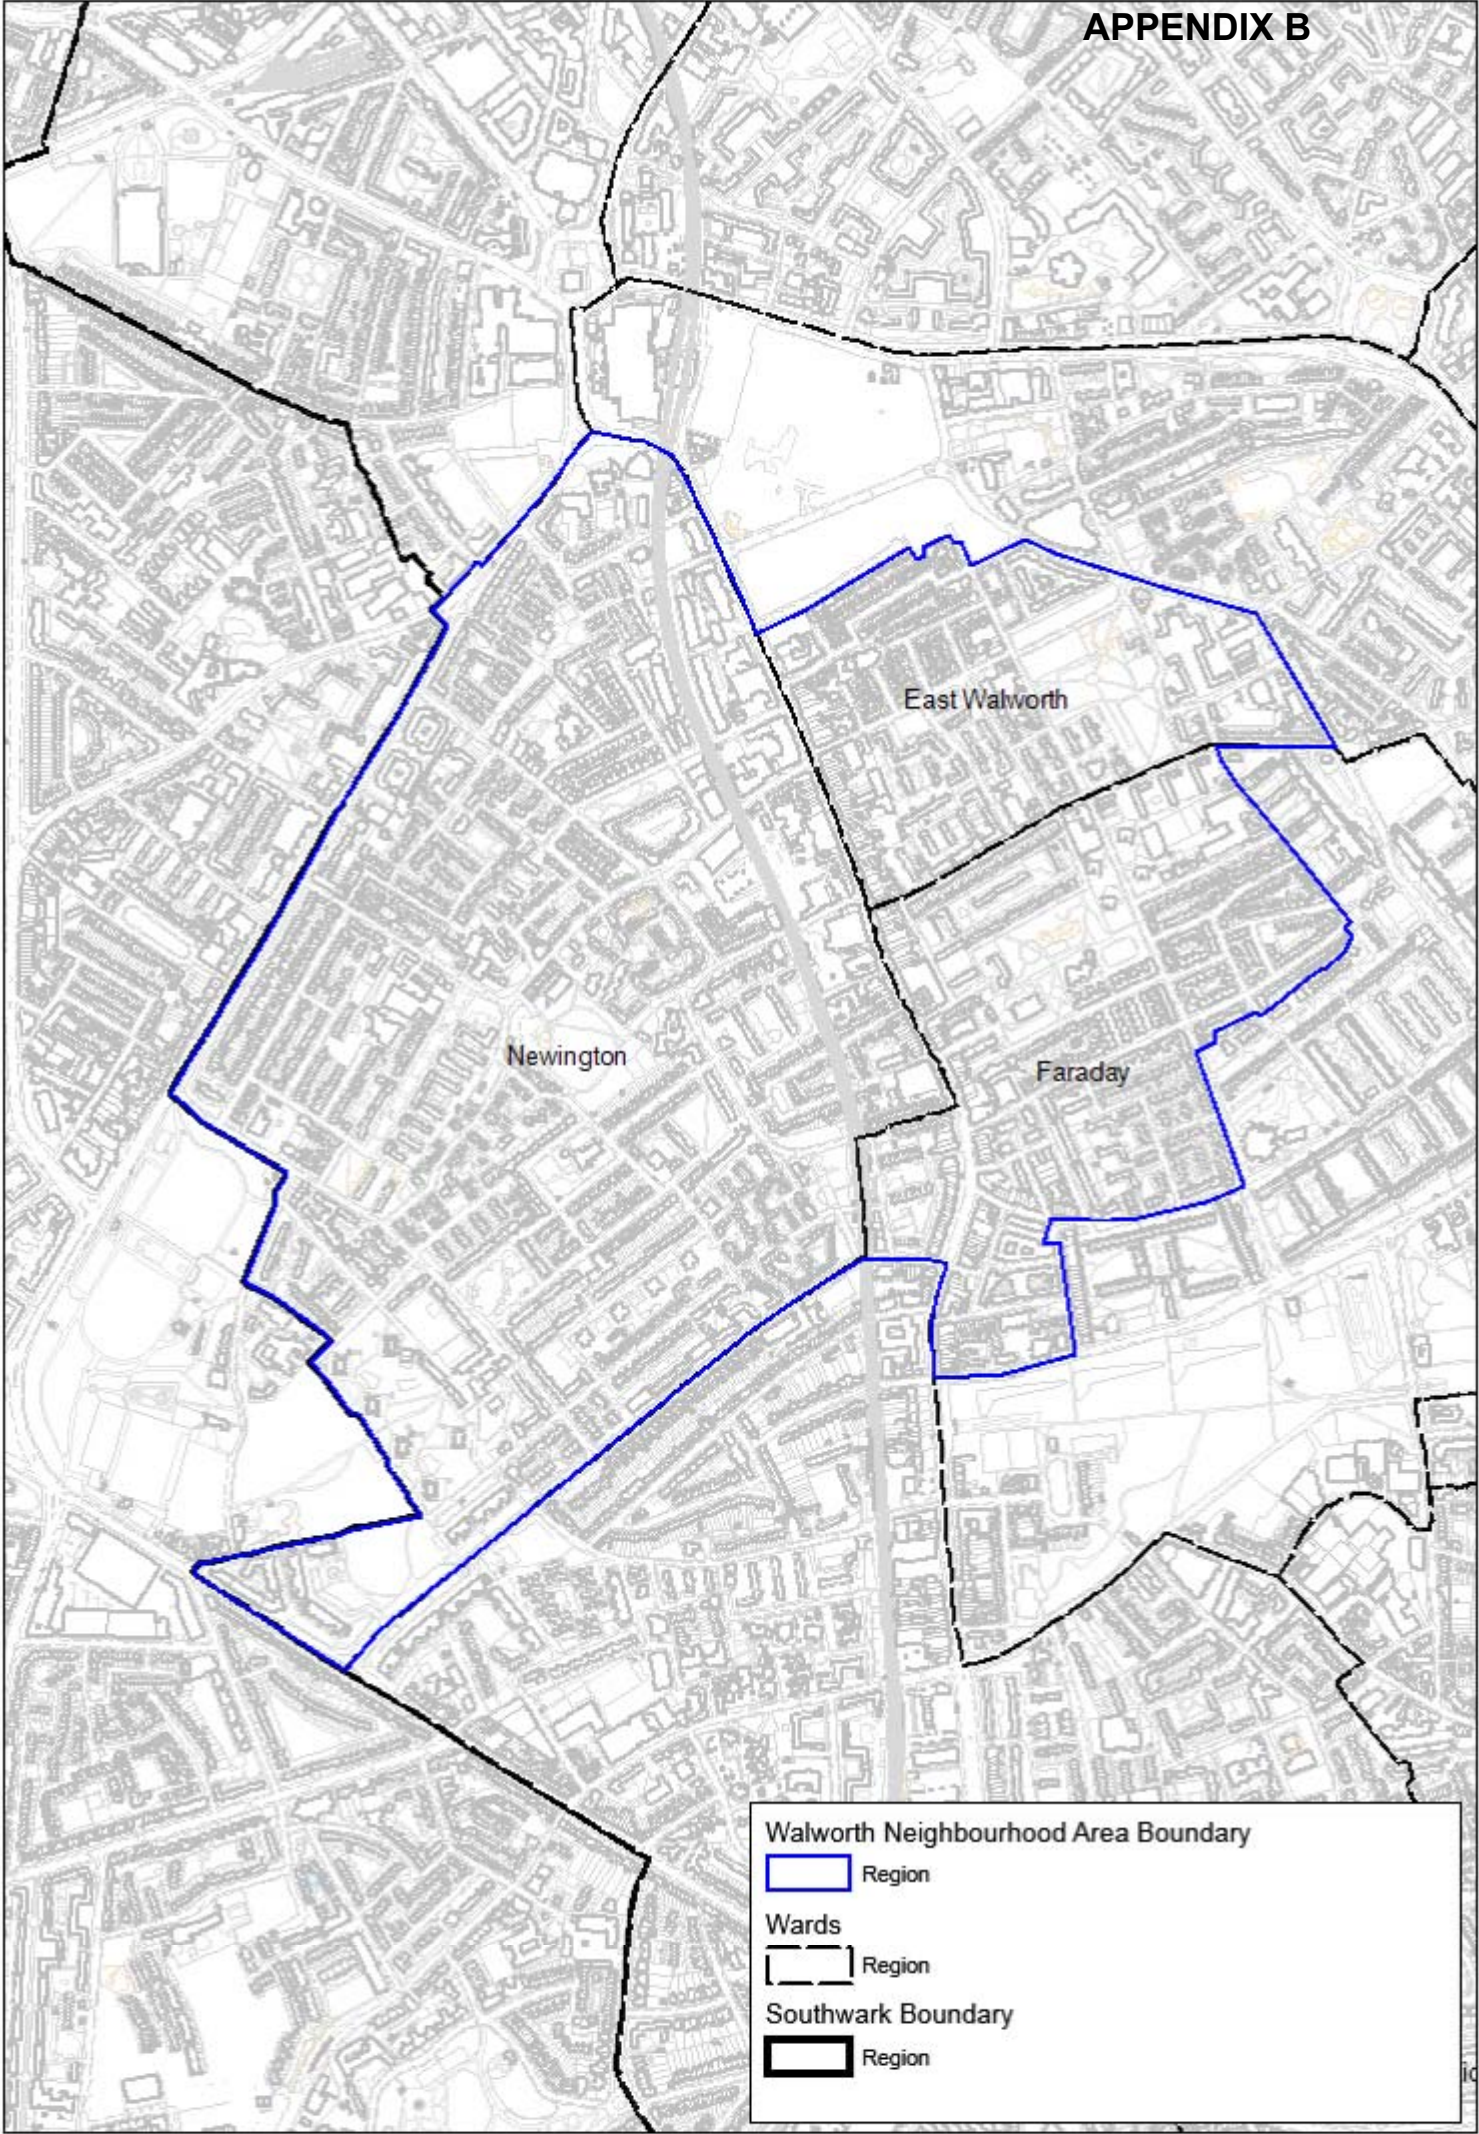 APPENDIX B
East Walworth
Newington
Faraday
Walworth Neighbourhood Area Boundary
Region
Wards
Region
Southwark Boundary
Region